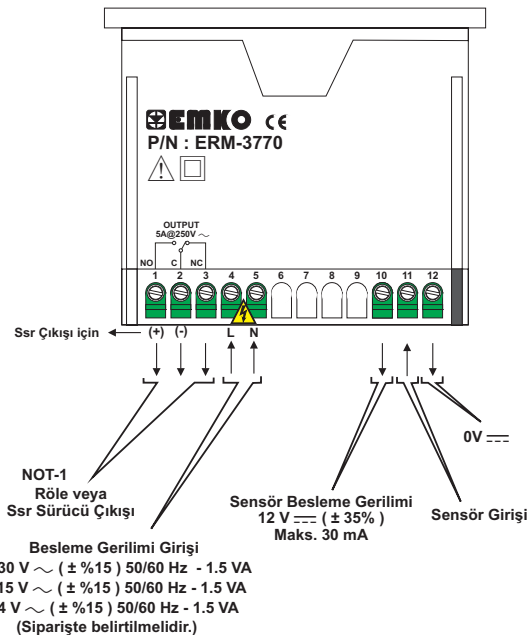 EMKO CE
P/N : ERM-3770
OUTPUT
5A@250V
NO C NC
1 2 3 4 5 6 7 8 9 10 11 12
Ssr Çıkışı için (+) (-) L N
0V
NOT-1
Röle veya
Ssr Sürücü Çıkışı
Sensör Besleme Gerilimi
12 V ( ± 35% )
Maks. 30 mA
Sensör Girişi
Besleme Gerilimi Girişi
30 V ( ± %15 ) 50/60 Hz - 1.5 VA
15 V ( ± %15 ) 50/60 Hz - 1.5 VA
4 V ( ± %15 ) 50/60 Hz - 1.5 VA
(Siparişte belirtilmelidir.)